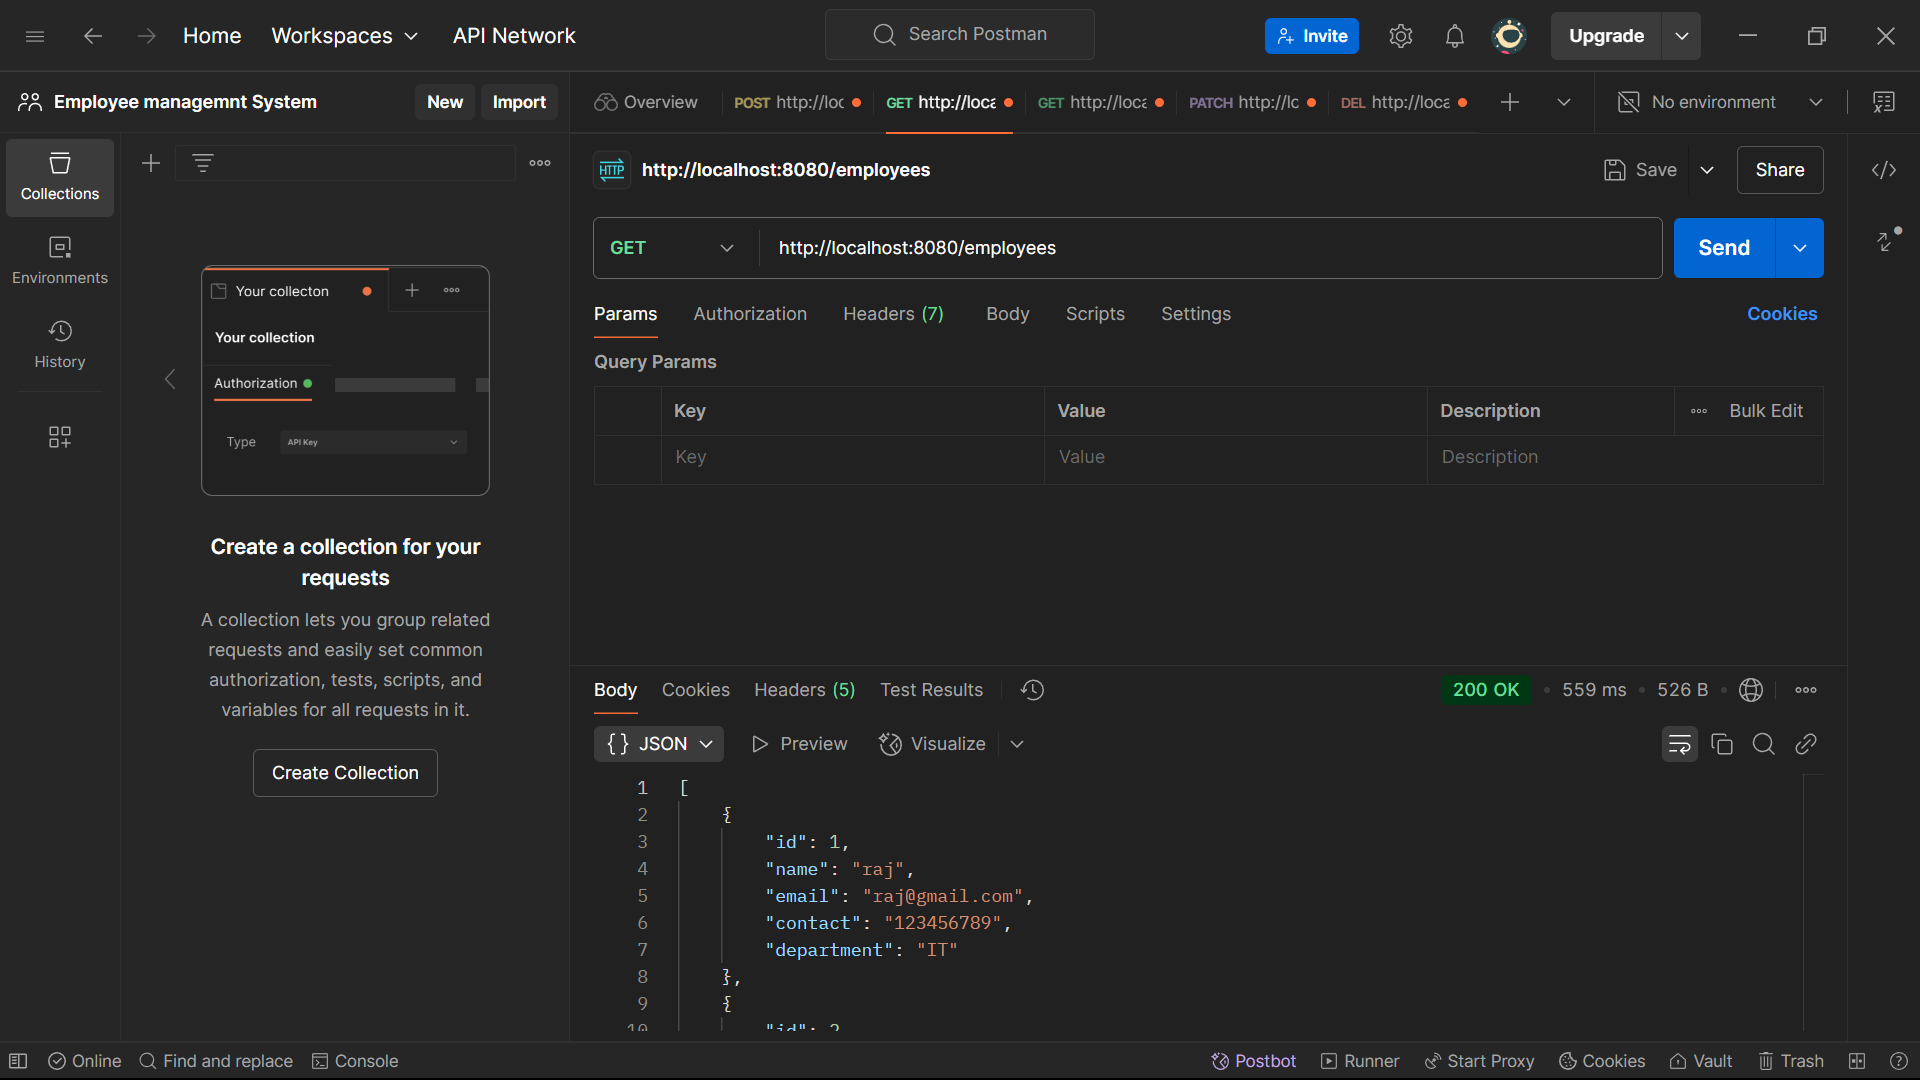 Home Workspaces API Network Search Postman Invite Upgrade
Employee managemnt System New Import
Overview POST http://loc GET http://loca GET http://loca PATCH http://lc DEL http://loca No environment
Collections
Environments
History
Your collecton
Your collection
Authorization
Type API Key
Create a collection for your
requests
A collection lets you group related
requests and easily set common
authorization, tests, scripts, and
variables for all requests in it.
Create Collection
HTTP http://localhost:8080/employees Save Share
GET http://localhost:8080/employees Send
Params Authorization Headers (7) Body Scripts Settings Cookies
Query Params
Key Value Description Bulk Edit
Key Value Description
Body Cookies Headers (5) Test Results 200 OK 559 ms 526 B
{} JSON Preview Visualize
1 [
2 {
3 "id": 1,
4 "name": "raj",
5 "email": "raj@gmail.com",
6 "contact": "123456789",
7 "department": "IT"
8 },
9 {
10 "id": 2
Online Find and replace Console Postbot Runner Start Proxy Cookies Vault Trash